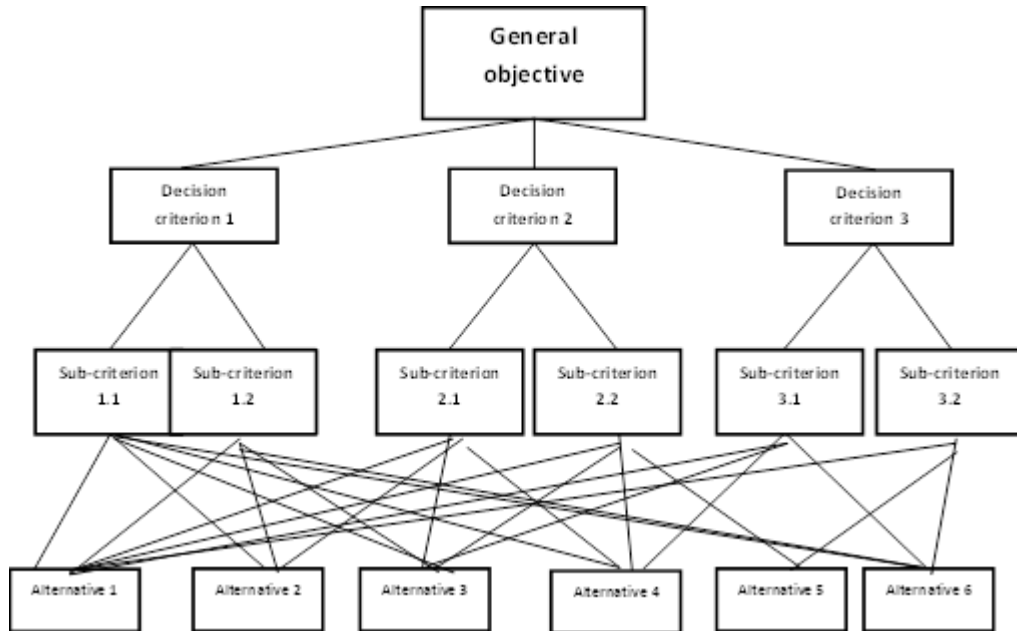 General
objective
Decision
criterion 1
Decision
criterion 2
Decision
criterion 3
Sub-criterion
1.1
Sub-criterion
1.2
Sub-criterion
2.1
Sub-criterion
2.2
Sub-criterion
3.1
Sub-criterion
3.2
Alternative 1
Alternative 2
Alternative 3
Alternative 4
Alternative 5
Alternative 6